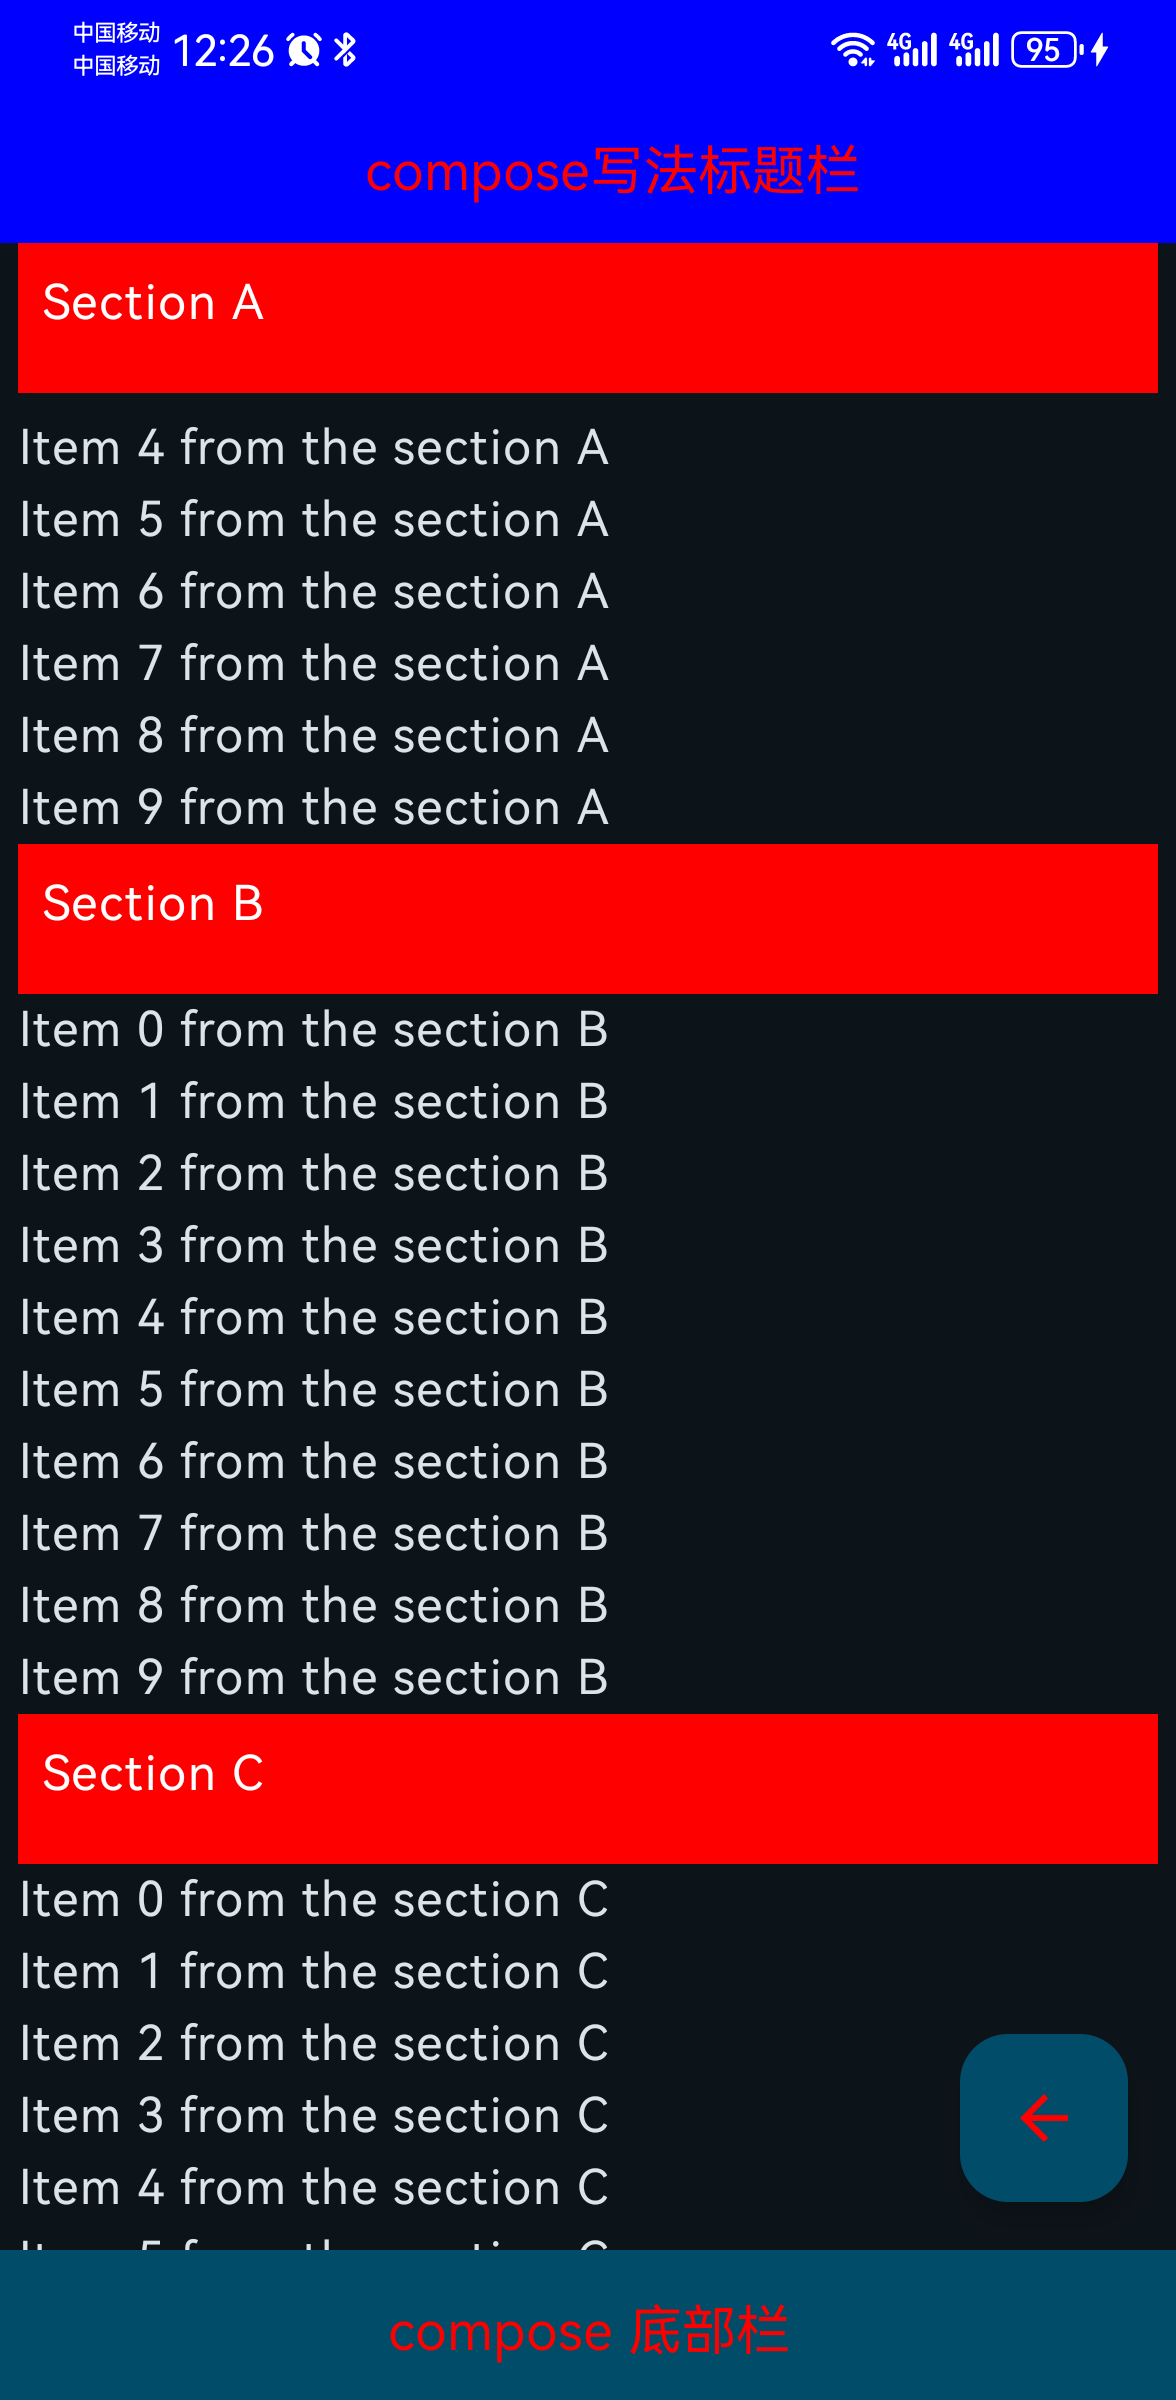 中国移动
中国移动
12:26
4G 4G 95
compose写法标题栏
Section A
Item 4 from the section A
Item 5 from the section A
Item 6 from the section A
Item 7 from the section A
Item 8 from the section A
Item 9 from the section A
Section B
Item 0 from the section B
Item 1 from the section B
Item 2 from the section B
Item 3 from the section B
Item 4 from the section B
Item 5 from the section B
Item 6 from the section B
Item 7 from the section B
Item 8 from the section B
Item 9 from the section B
Section C
Item 0 from the section C
Item 1 from the section C
Item 2 from the section C
Item 3 from the section C
Item 4 from the section C
compose 底部栏